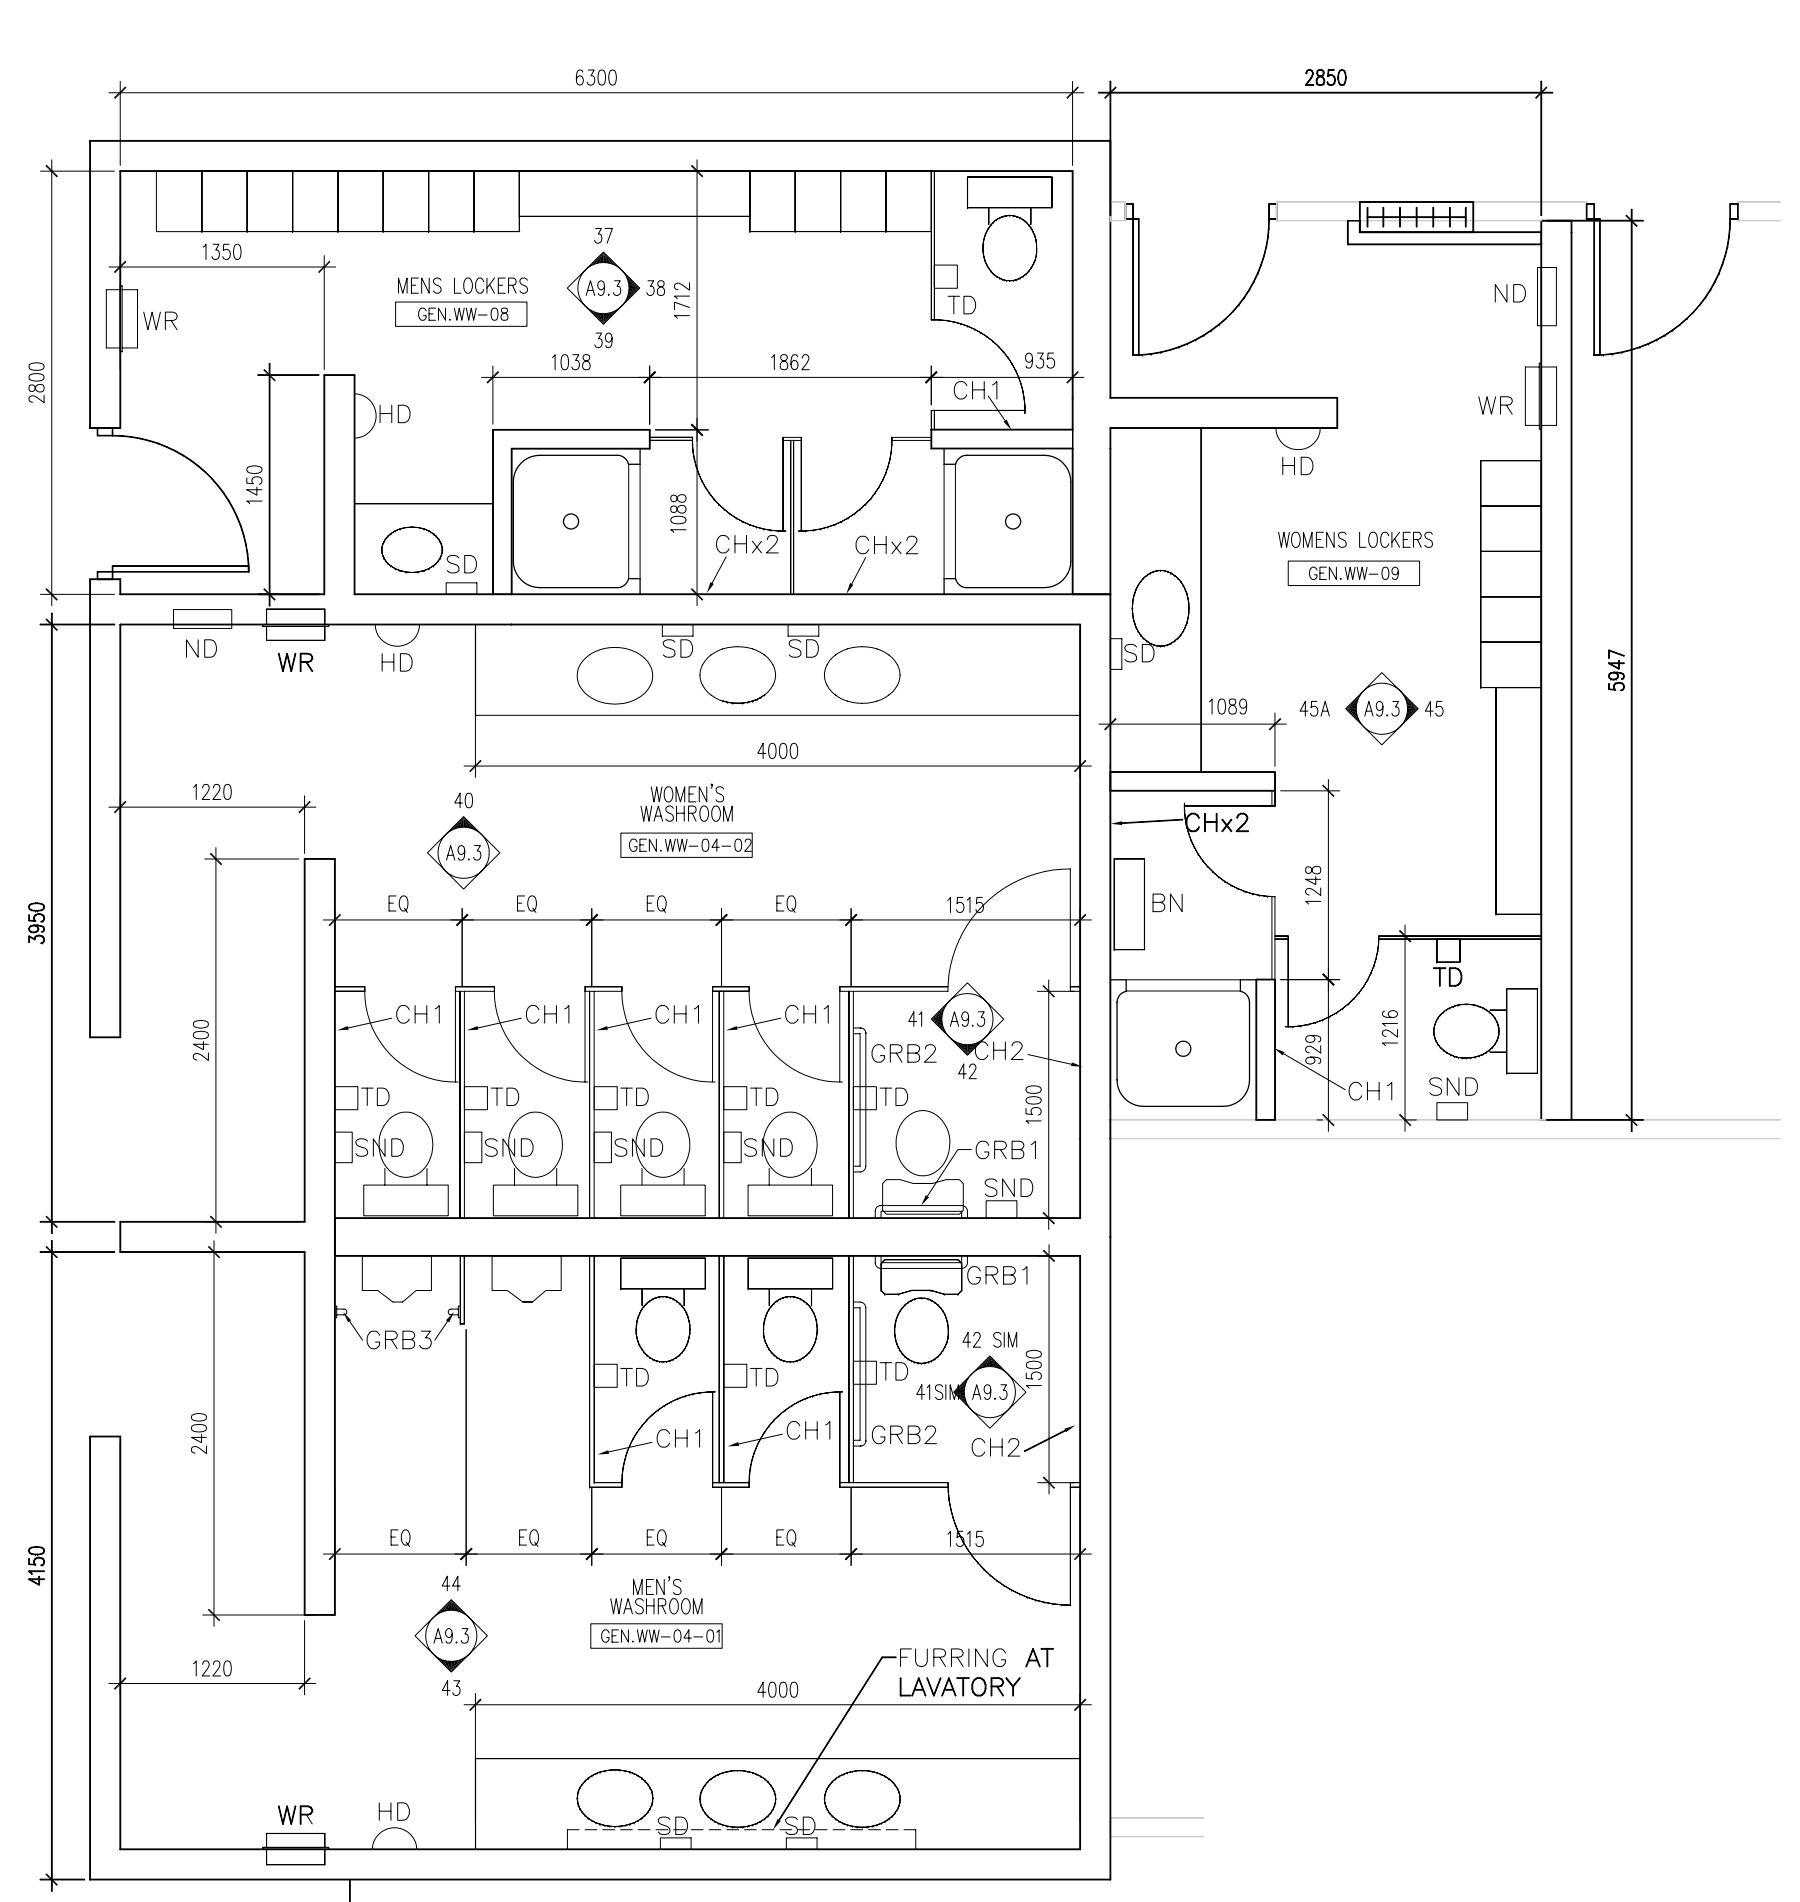 6300
2850
37
1350
MENS LOCKERS
A9.3
38
GEN.WW-08
1712
ND
WR
TD
39
1038
1862
935
2800
CH1
WR
HD
HD
1450
1088
WOMENS LOCKERS
CHx2
CHx2
SD
GEN.WW-09
ND
WR
HD
SD
SD
SD
5947
1089
45A
A9.3
45
4000
1220
40
WOMEN'S
WASHROOM
CHx2
A9.3
GEN.WW-04-02
1248
3950
EQ
EQ
EQ
EQ
1515
BN
TD
CH1
CH1
CH1
CH1
41
A9.3
2400
GRB2
CH2
929
1216
42
CH1
SND
TD
TD
TD
TD
TD
1500
SND
SND
SND
SND
GRB1
SND
GRB1
GRB3
42 SIM
TD
TD
TD
1500
41SIM
A9.3
2400
CH1
CH1
GRB2
CH2
EQ
EQ
EQ
EQ
1515
4150
44
MEN'S
WASHROOM
A9.3
GEN.WW-04-01
FURRING AT
LAVATORY
1220
43
4000
WR
HD
SD
SD